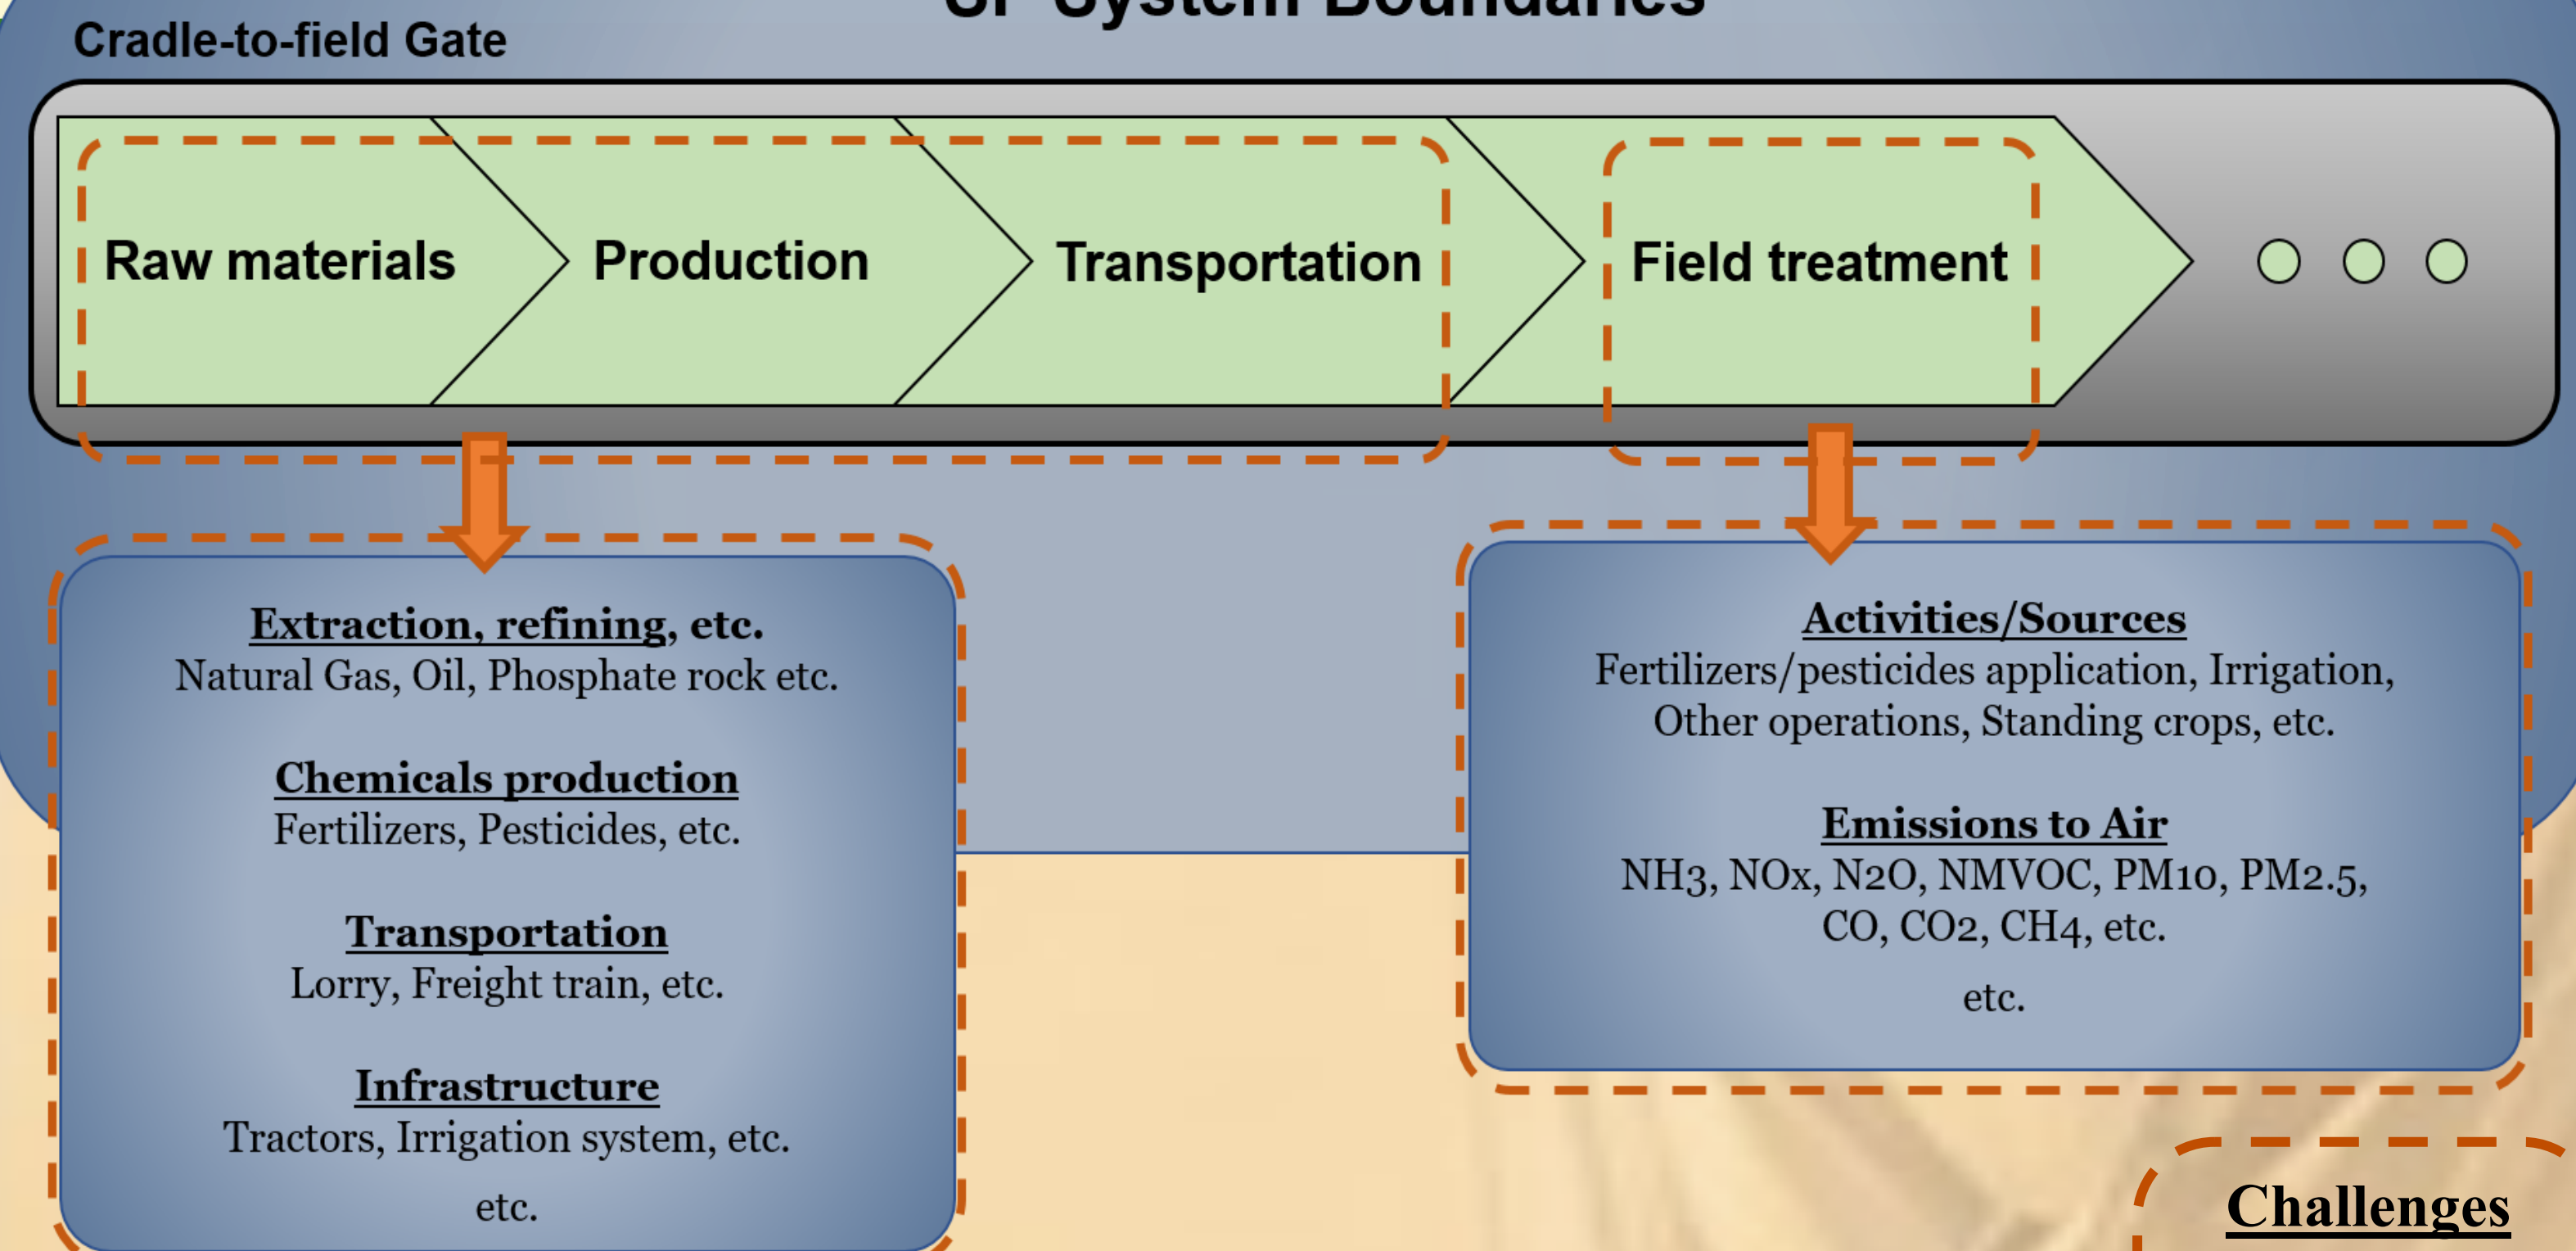 System Boundaries
Cradle-to-field Gate
Raw materials
Production
Transportation
Field treatment
Extraction, refining, etc.
Natural Gas, Oil, Phosphate rock etc.
Chemicals production
Fertilizers, Pesticides, etc.
Transportation
Lorry, Freight train, etc.
Infrastructure
Tractors, Irrigation system, etc.
etc.
Activities/Sources
Fertilizers/pesticides application, Irrigation,
Other operations, Standing crops, etc.
Emissions to Air
NH3, NOx, N2O, NMVOC, PM10, PM2.5,
CO, CO2, CH4, etc.
etc.
Challenges